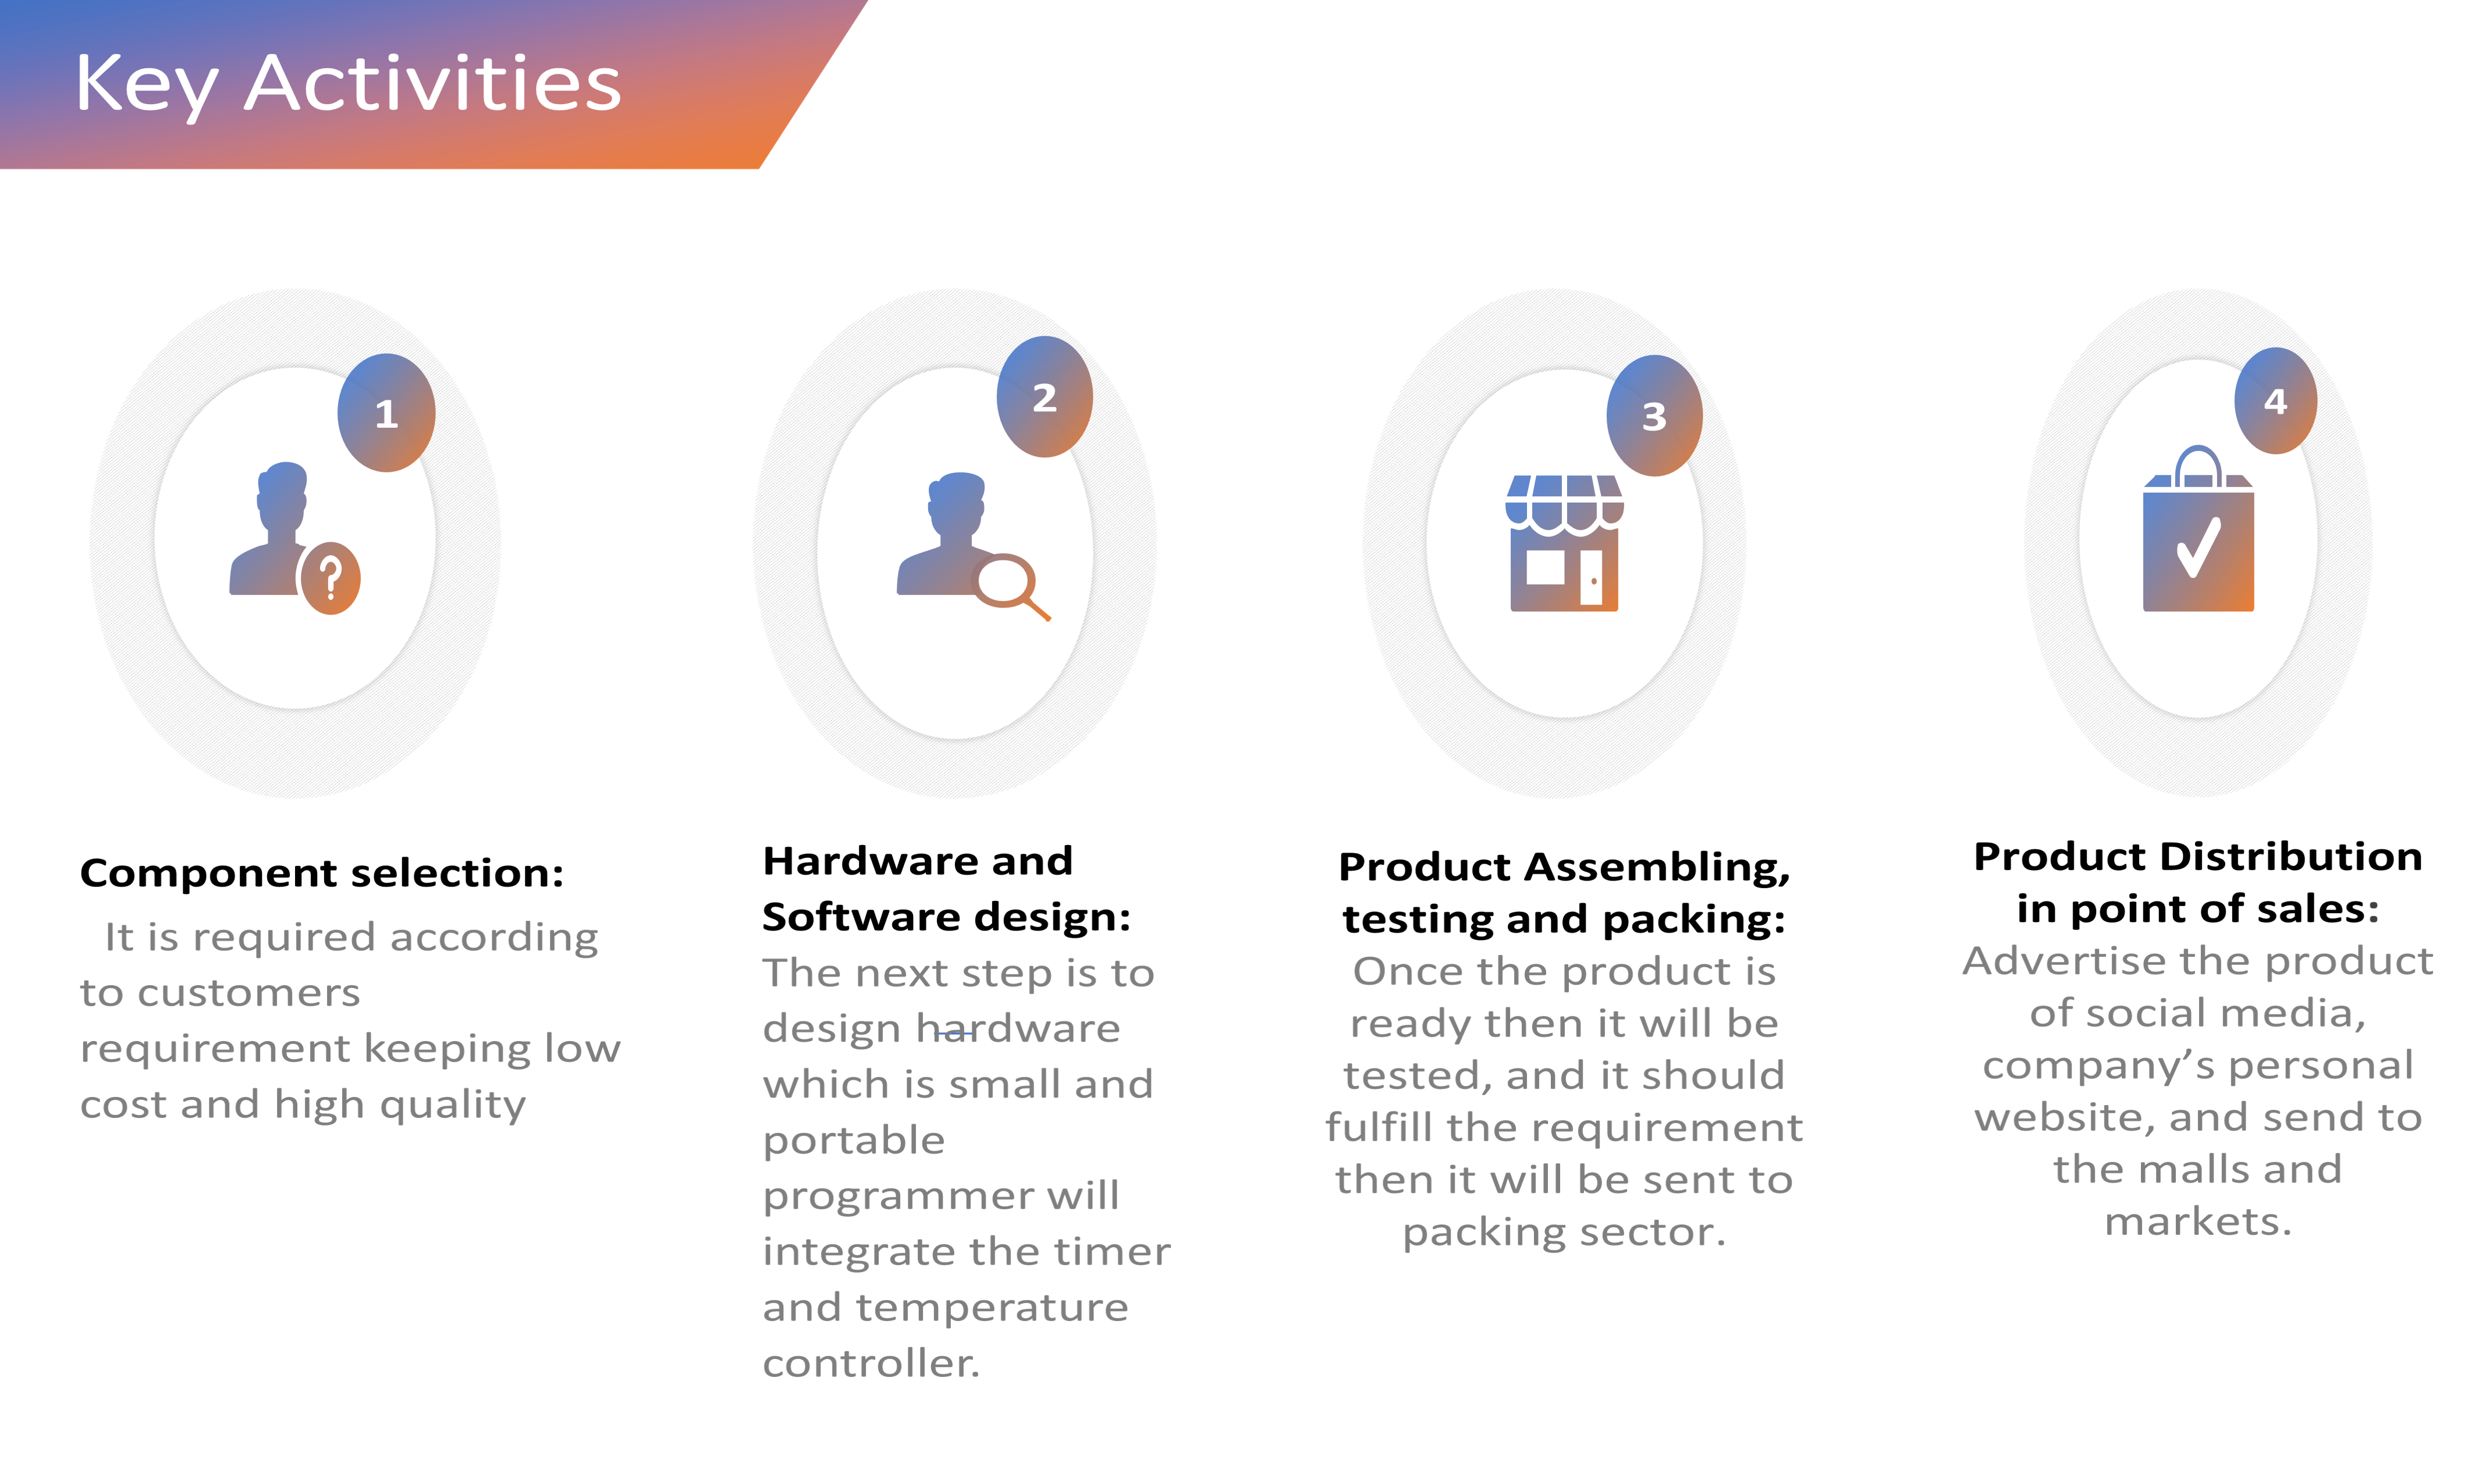 Key Activities
1
Component selection:
It is required according
to customers
requirement keeping low
cost and high quality
2
Hardware and
Software design:
The next step is to
design hardware
which is small and
portable
programmer will
integrate the timer
and temperature
controller.
3
Product Assembling,
testing and packing:
Once the product is
ready then it will be
tested, and it should
fulfill the requirement
then it will be sent to
packing sector.
4
Product Distribution
in point of sales:
Advertise the product
of social media,
company’s personal
website, and send to
the malls and
markets.